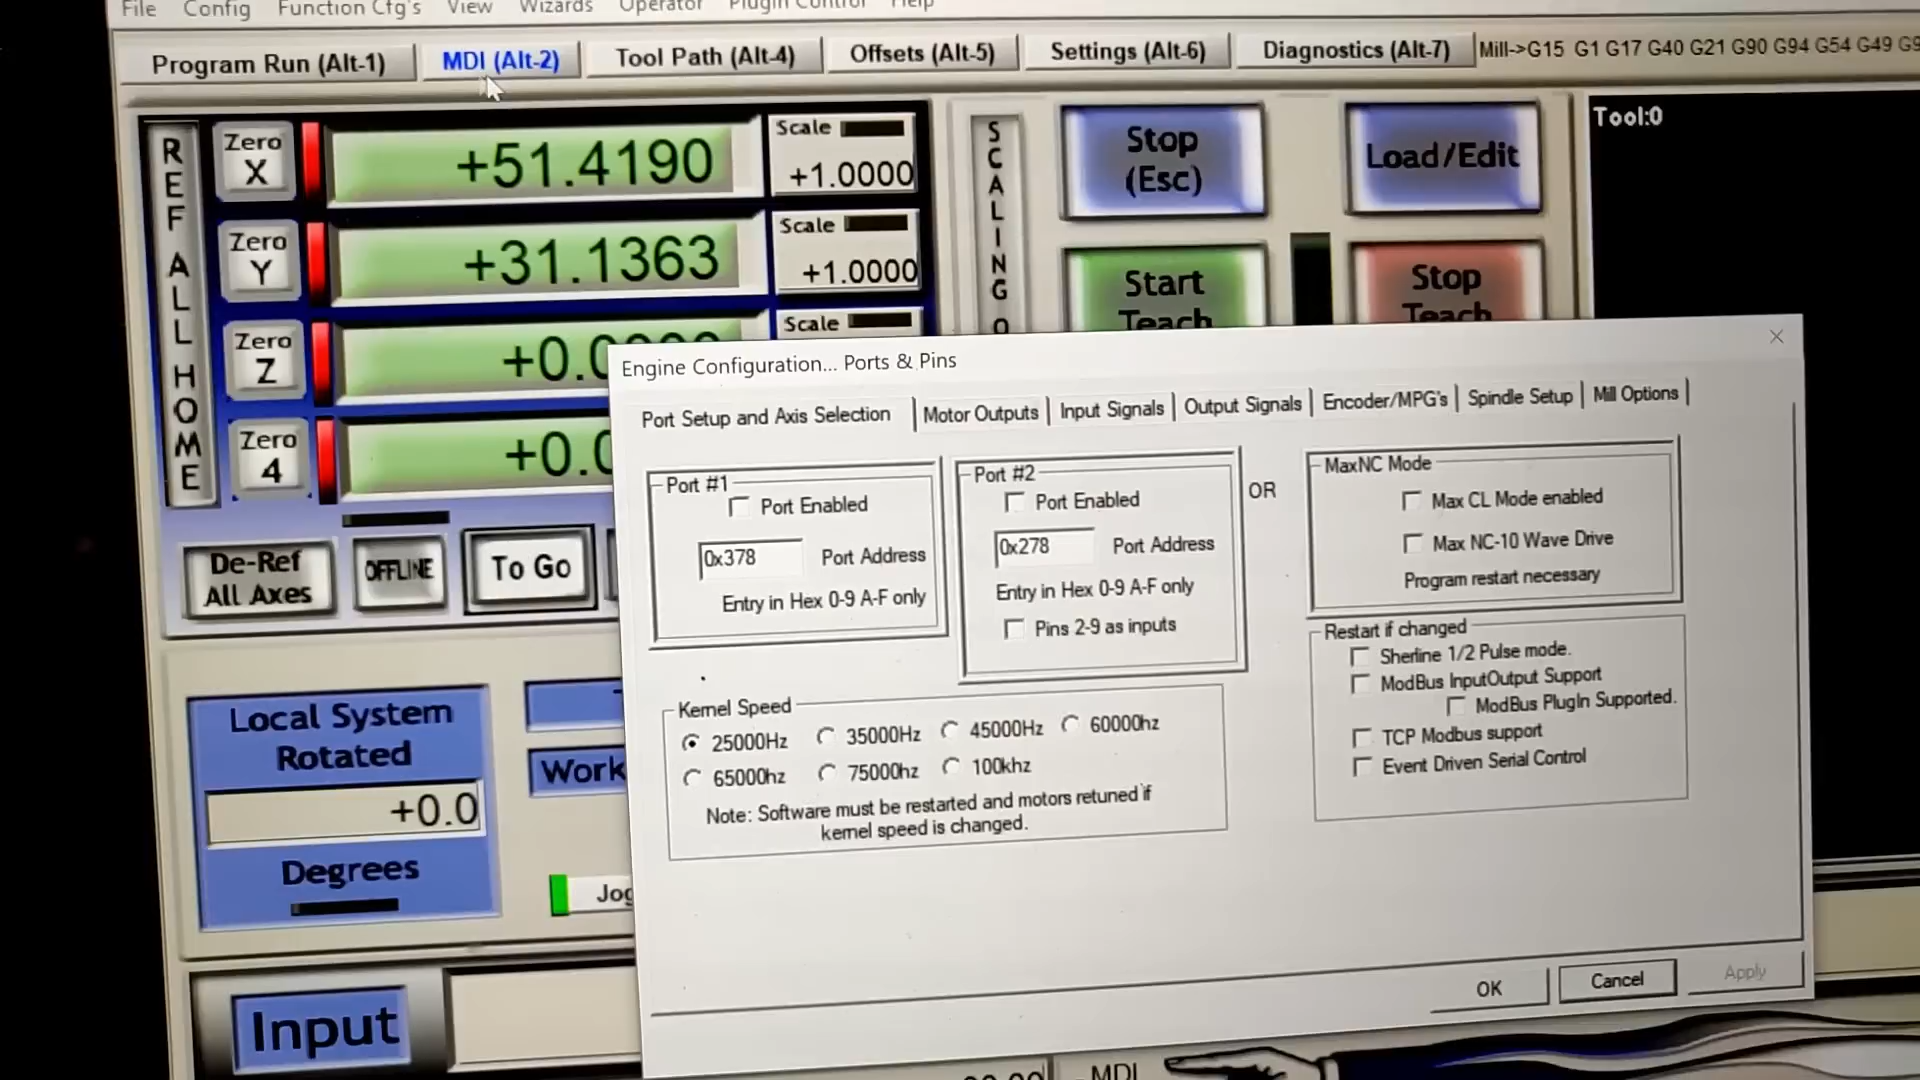 File Config Function Cfg's View Wizards Operator Plugin Control Help
Program Run (Alt-1) MDI (Alt-2) Tool Path (Alt-4) Offsets (Alt-5) Settings (Alt-6) Diagnostics (Alt-7) Mill->G15 G1 G17 G40 G21 G90 G94 G54 G49 G9
REF ALL HOME
Zero X
+51.4190
Scale
+1.0000
Zero Y
+31.1363
Scale
+1.0000
Zero Z
+0.0
Scale
Zero 4
+0.0
SCALING O
Stop (Esc)
Load/Edit
Start Teach
Stop Teach
Tool:0
De-Ref All Axes
OFFLINE
To Go
Local System Rotated
+0.0
Degrees
Work
Jog
Input
MDI
Engine Configuration... Ports & Pins
Port Setup and Axis Selection Motor Outputs Input Signals Output Signals Encoder/MPG's Spindle Setup Mill Options
Port #1
Port Enabled
0x378 Port Address
Entry in Hex 0-9 A-F only
Port #2
Port Enabled
0x278 Port Address
Entry in Hex 0-9 A-F only
Pins 2-9 as inputs
OR
MaxNC Mode
Max CL Mode enabled
Max NC-10 Wave Drive
Program restart necessary
Restart if changed
Sherline 1/2 Pulse mode.
ModBus InputOutput Support
ModBus PlugIn Supported.
TCP Modbus support
Event Driven Serial Control
Kernel Speed
25000Hz 35000Hz 45000Hz 60000hz
65000hz 75000hz 100khz
Note: Software must be restarted and motors retuned if
kernel speed is changed.
OK Cancel Apply